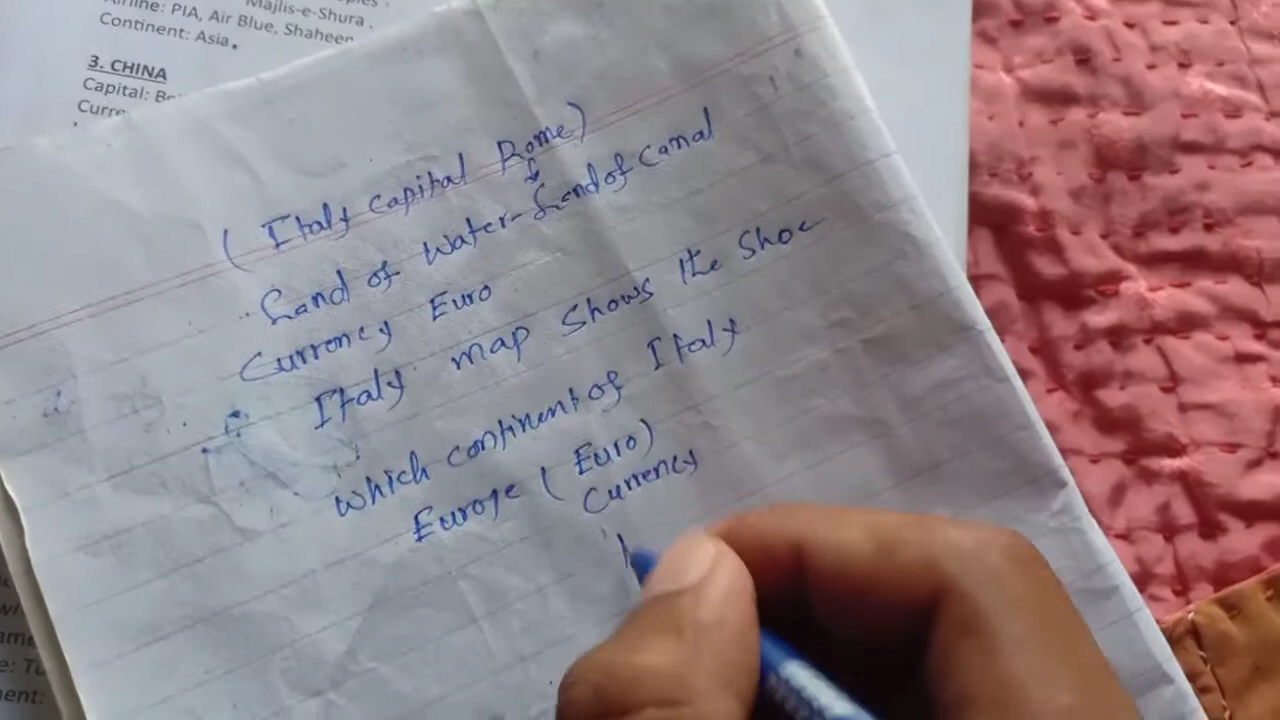 Majlis-e-Shura.
Airline: PIA, Air Blue, Shaheen
Continent: Asia.
3. CHINA
Capital:
(Italy capital Rome)
Land of Water-Land of Canal
Currency Euro
Italy map Shows the Shoe
Which continent of Italy
Europe (Euro)
Currency